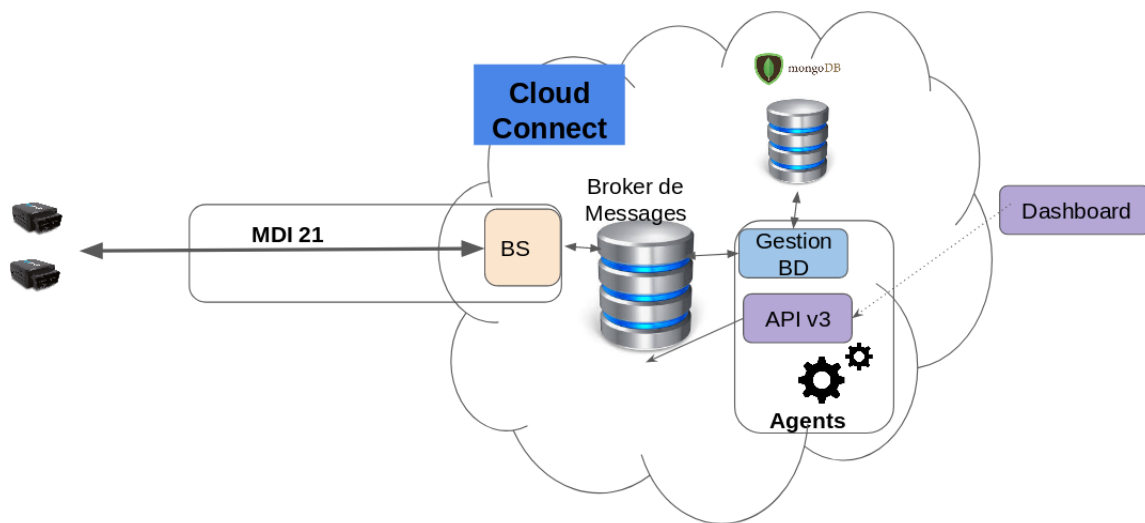 mongoDB
Cloud
Connect
Broker de
Messages
Dashboard
MDI 21
BS
Gestion
BD
API v3
Agents